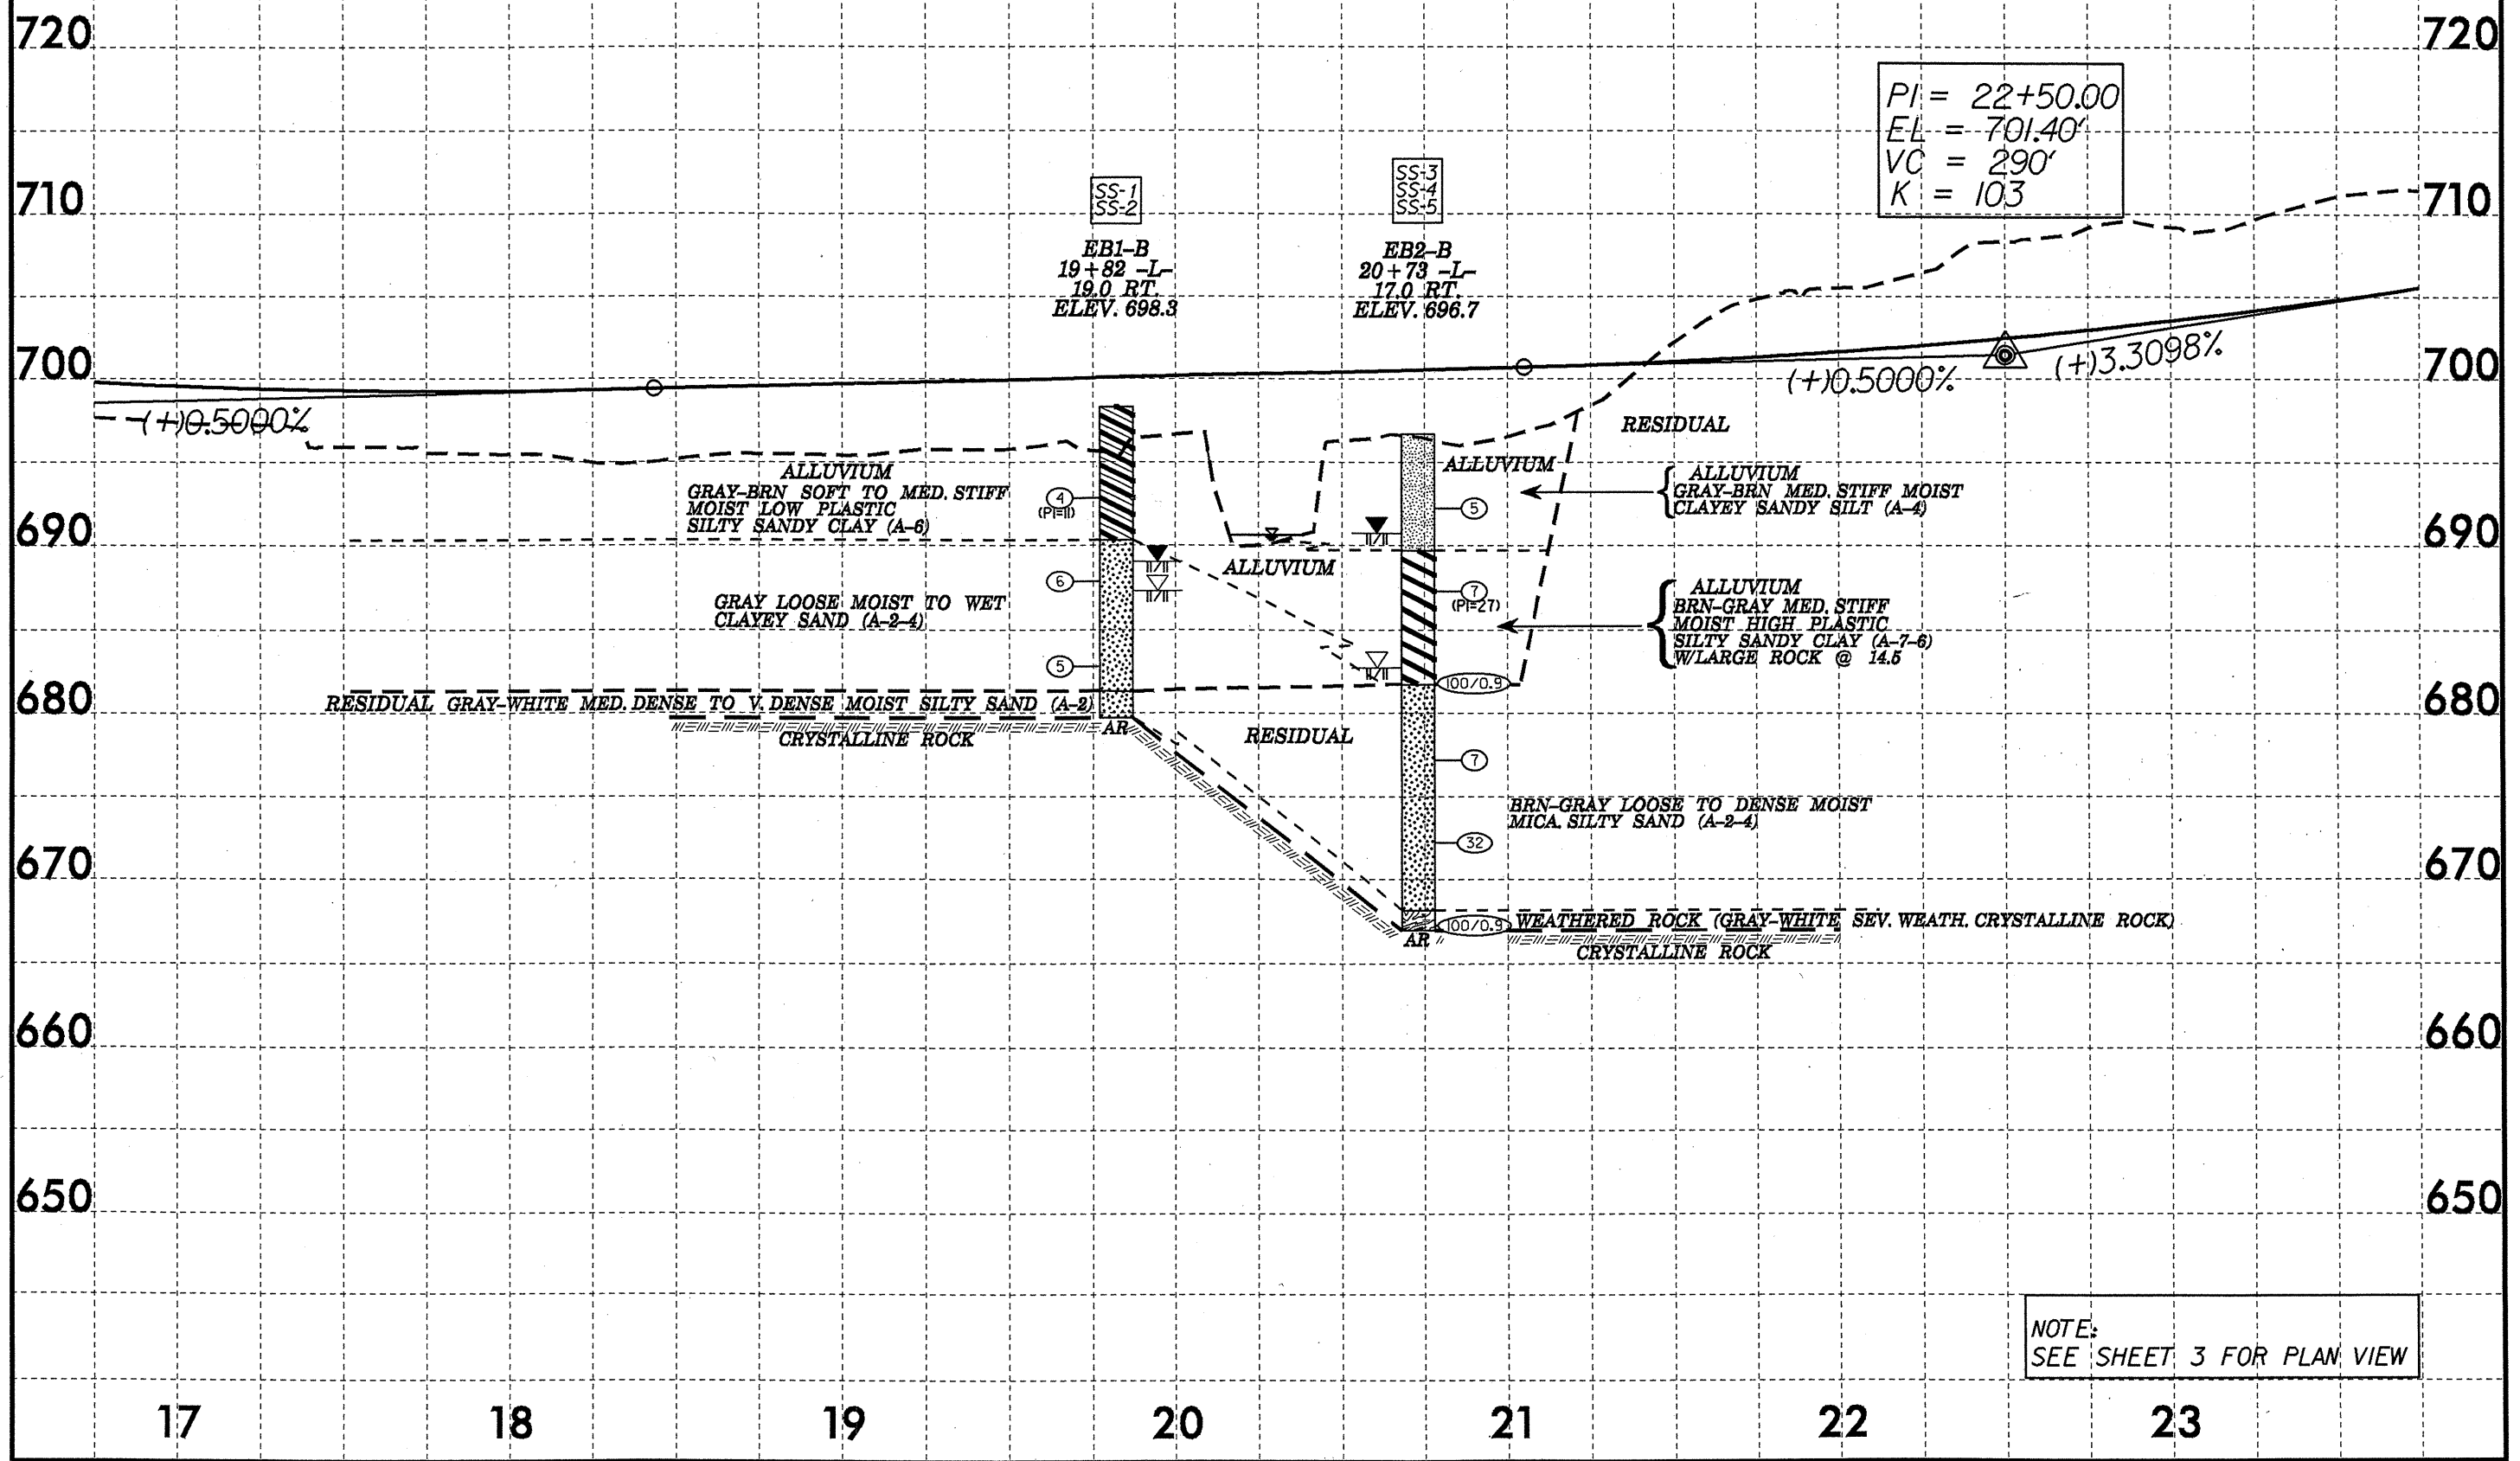 720
720
PI = 22+50.00
EL = 701.40'
VC = 290'
K = 103
710
710
SS-1
SS-2
SS-3
SS-4
SS-5
EB1-B
19+82 -L-
19.0 RT.
ELEV. 698.3
EB2-B
20+73 -L-
17.0 RT.
ELEV. 696.7
700
700
(+)0.5000%
(+)0.5000%
(+)3.3098%
RESIDUAL
ALLUVIUM
GRAY-BRN SOFT TO MED. STIFF
MOIST LOW PLASTIC
SILTY SANDY CLAY (A-6)
4
(PI=11)
ALLUVIUM
5
ALLUVIUM
GRAY-BRN MED. STIFF MOIST
CLAYEY SANDY SILT (A-4)
690
690
ALLUVIUM
6
GRAY LOOSE MOIST TO WET
CLAYEY SAND (A-2-4)
5
7
(PI=27)
ALLUVIUM
BRN-GRAY MED. STIFF
MOIST HIGH PLASTIC
SILTY SANDY CLAY (A-7-6)
W/LARGE ROCK @ 14.5
100/0.9
680
680
RESIDUAL GRAY-WHITE MED. DENSE TO V. DENSE MOIST SILTY SAND (A-2)
AR
CRYSTALLINE ROCK
RESIDUAL
7
BRN-GRAY LOOSE TO DENSE MOIST
MICA. SILTY SAND (A-2-4)
32
670
670
100/0.9
WEATHERED ROCK (GRAY-WHITE SEV. WEATH. CRYSTALLINE ROCK)
AR
CRYSTALLINE ROCK
660
660
650
650
NOTE:
SEE SHEET 3 FOR PLAN VIEW
17
18
19
20
21
22
23